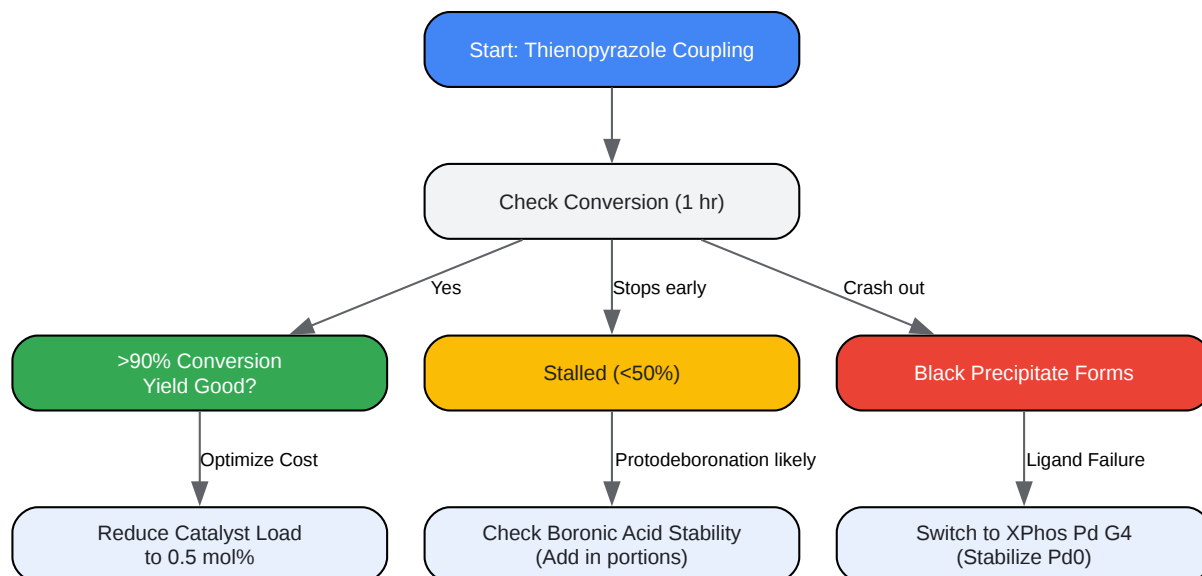 Start: Thienopyrazole Coupling
Check Conversion (1 hr)
Yes
Stops early
Crash out
>90% Conversion
Yield Good?
Stalled (<50%)
Black Precipitate Forms
Optimize Cost
Protodeboronation likely
Ligand Failure
Reduce Catalyst Load
to 0.5 mol%
Check Boronic Acid Stability
(Add in portions)
Switch to XPhos Pd G4
(Stabilize Pd0)